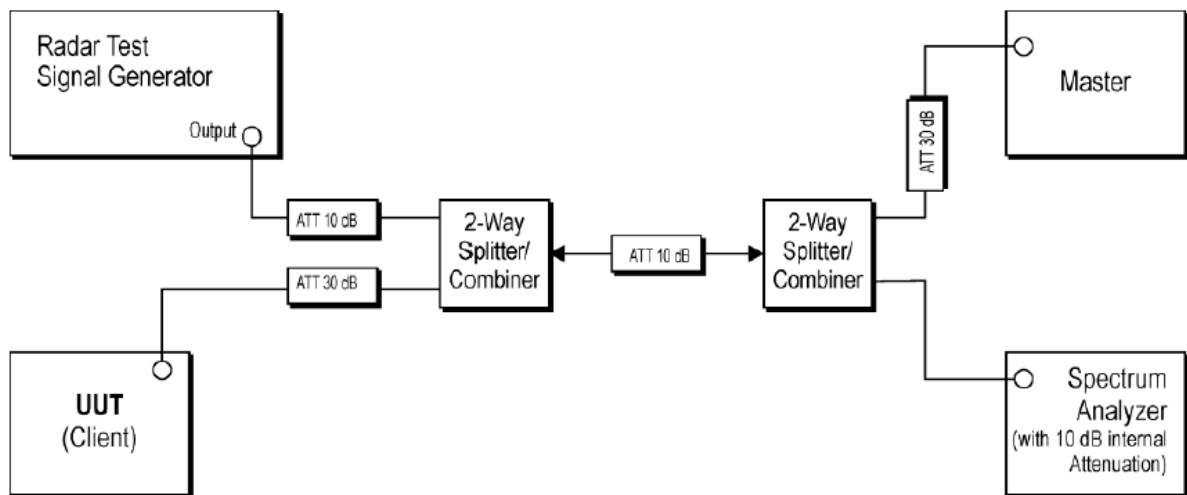 Radar Test
Signal Generator
Output
ATT 10 dB
ATT 30 dB
2-Way
Splitter/
Combiner
ATT 10 dB
2-Way
Splitter/
Combiner
ATT 30 dB
Master
UUT
(Client)
Spectrum
Analyzer
(with 10 dB internal
Attenuation)